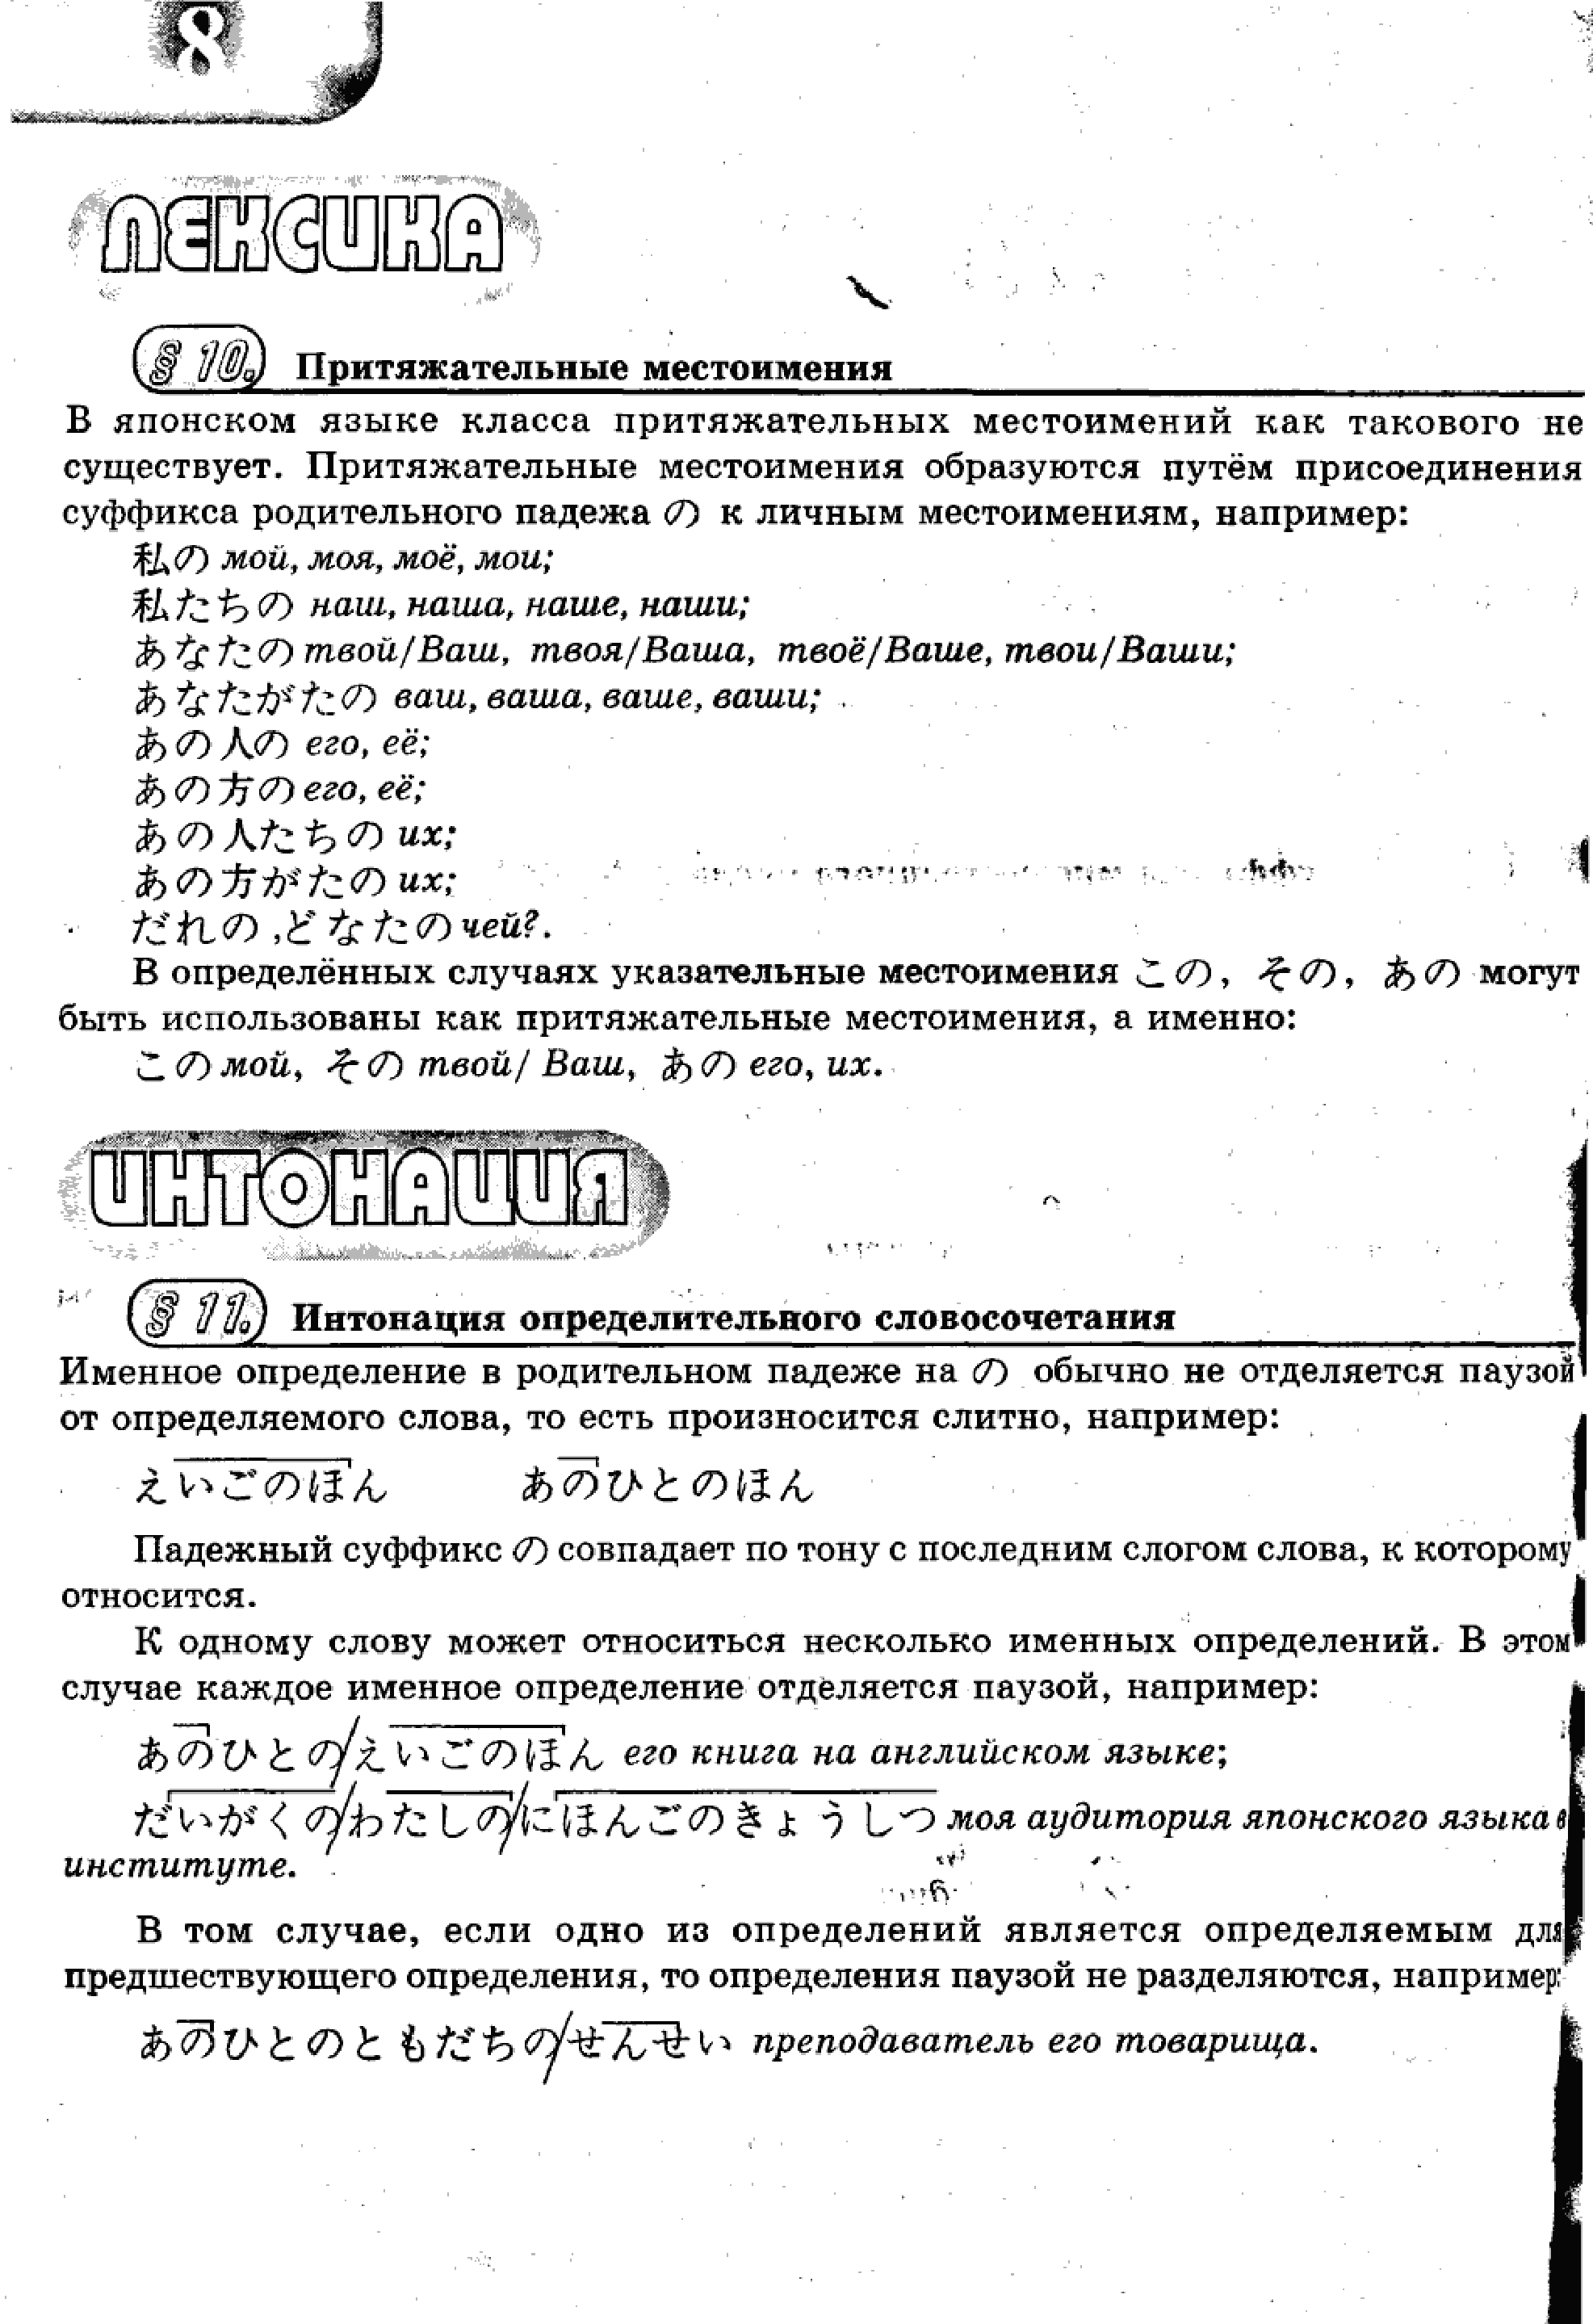 8
ЛЕКСИКА
§ 10. Притяжательные местоимения
В японском языке класса притяжательных местоимений как такового не
существует. Притяжательные местоимения образуются путём присоединения
суффикса родительного падежа の к личным местоимениям, например:
私の мой, моя, моё, мои;
私たちの наш, наша, наше, наши;
あなたの твой/Ваш, твоя/Ваша, твоё/Ваше, твои/Ваши;
あなたがたの ваш, ваша, ваше, ваши;
あの人の его, её;
あの方の его, её;
あの人たちの их;
あの方がたの их;
だれの ,どなたの чей?.
В определённых случаях указательные местоимения この, その, あの могут
быть использованы как притяжательные местоимения, а именно:
この мой, その твой/ Ваш, あの его, их.
ИНТОНАЦИЯ
§ 11. Интонация определительного словосочетания
Именное определение в родительном падеже на の обычно не отделяется паузой
от определяемого слова, то есть произносится слитно, например:
えいごのほん あのひとのほん
Падежный суффикс の совпадает по тону с последним слогом слова, к которому
относится.
К одному слову может относиться несколько именных определений. В этом
случае каждое именное определение отделяется паузой, например:
あのひとの/えいごのほん его книга на английском языке;
だいがくの/わたしの/にほんごのきょうしつ моя аудитория японского языка в
институте.
В том случае, если одно из определений является определяемым для
предшествующего определения, то определения паузой не разделяются, например:
あのひとのともだちの/せんせい преподаватель его товарища.